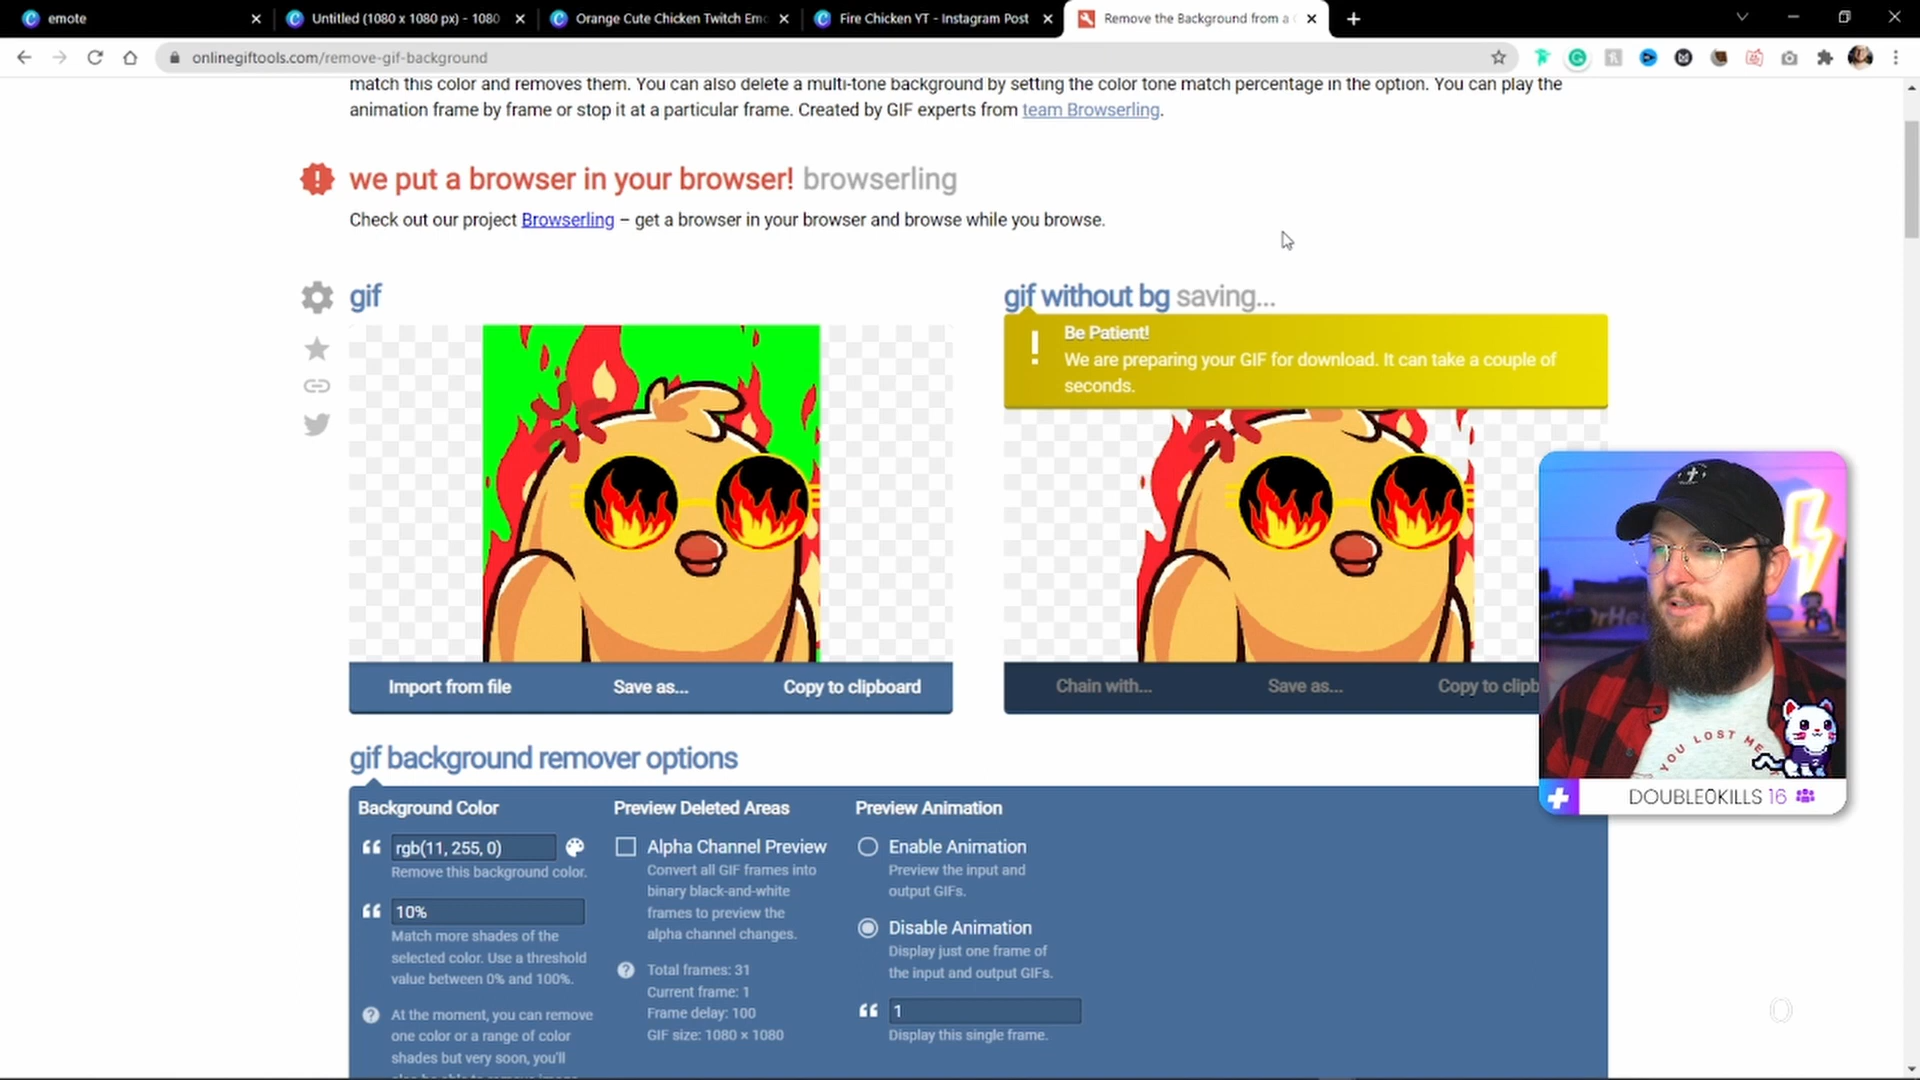 emote
Untitled (1080 x 1080 px) - 1080
Orange Cute Chicken Twitch Em
Fire Chicken YT - Instagram Post
Remove the Background from a
onlinegiftools.com/remove-gif-background
match this color and removes them. You can also delete a multi-tone background by setting the color tone match percentage in the option. You can play the
animation frame by frame or stop it at a particular frame. Created by GIF experts from team Browserling.
we put a browser in your browser! browserling
Check out our project Browserling – get a browser in your browser and browse while you browse.
gif
gif without bg saving...
Be Patient!
We are preparing your GIF for download. It can take a couple of
seconds.
Import from file
Save as...
Copy to clipboard
Chain with...
Save as...
Copy to clipb
YOU LOST ME
DOUBLE0KILLS 16
gif background remover options
Background Color
rgb(11, 255, 0)
Remove this background color.
10%
Match more shades of the
selected color. Use a threshold
value between 0% and 100%.
At the moment, you can remove
one color or a range of color
shades but very soon, you'll
Preview Deleted Areas
Alpha Channel Preview
Convert all GIF frames into
binary black-and-white
frames to preview the
alpha channel changes.
Total frames: 31
Current frame: 1
Frame delay: 100
GIF size: 1080 × 1080
Preview Animation
Enable Animation
Preview the input and
output GIFs.
Disable Animation
Display just one frame of
the input and output GIFs.
1
Display this single frame.